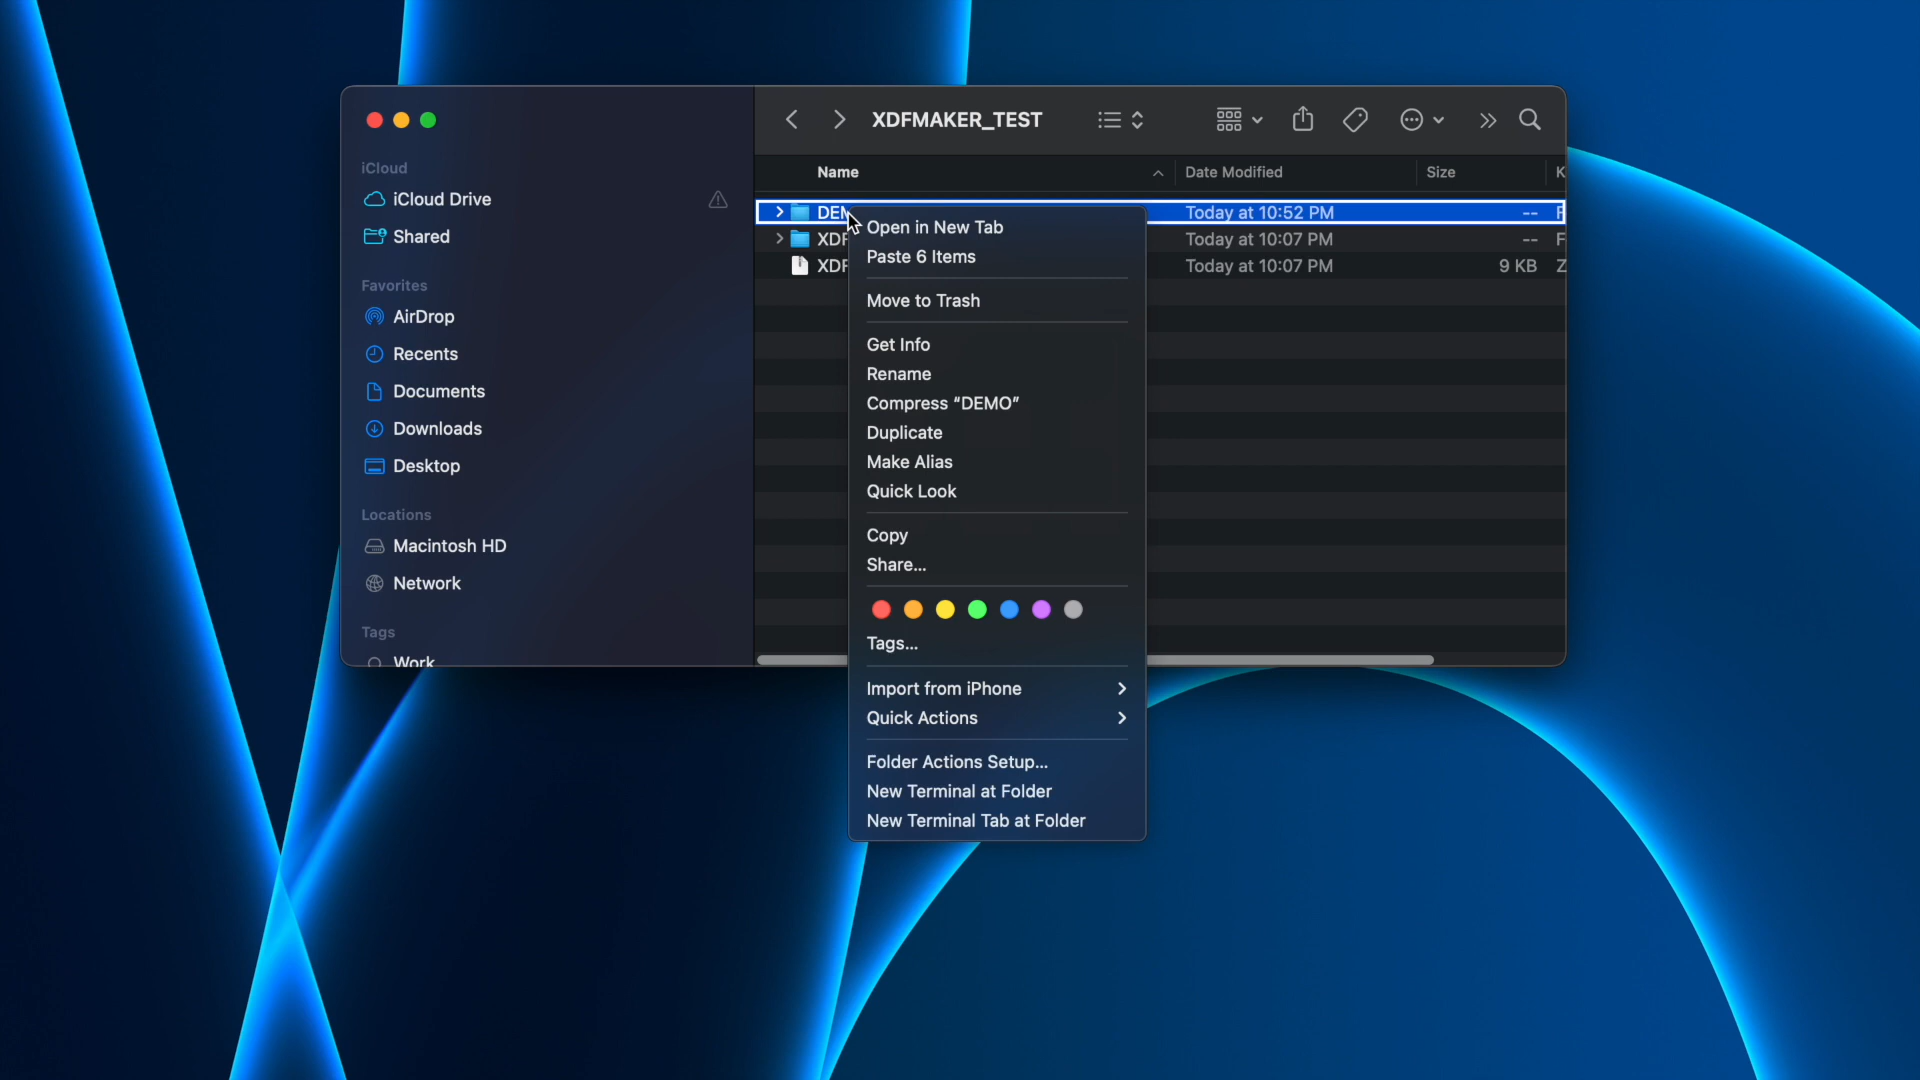 XDFMAKER_TEST
iCloud
iCloud Drive
Shared
Favorites
AirDrop
Recents
Documents
Downloads
Desktop
Locations
Macintosh HD
Network
Tags
Work
Name
Date Modified
Size
K
DEM
Today at 10:52 PM
--
F
XDF
Today at 10:07 PM
--
F
XDF
Today at 10:07 PM
9 KB
Z
Open in New Tab
Paste 6 Items
Move to Trash
Get Info
Rename
Compress “DEMO”
Duplicate
Make Alias
Quick Look
Copy
Share...
Tags...
Import from iPhone
Quick Actions
Folder Actions Setup...
New Terminal at Folder
New Terminal Tab at Folder